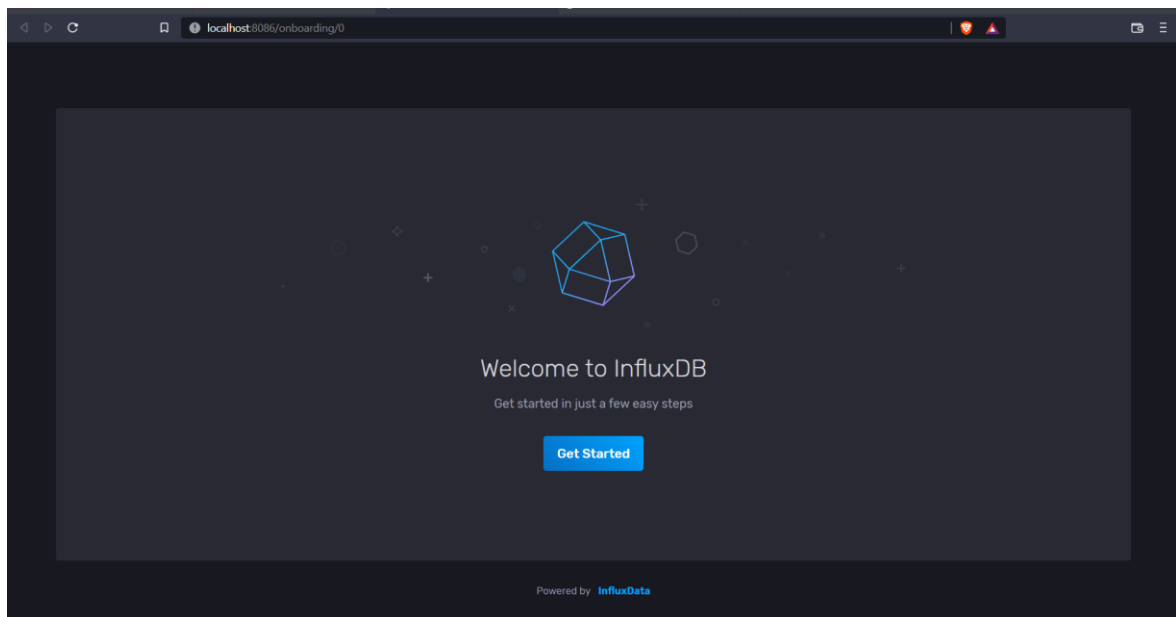 localhost:8086/onboarding/0
Welcome to InfluxDB
Get started in just a few easy steps
Get Started
Powered by InfluxData